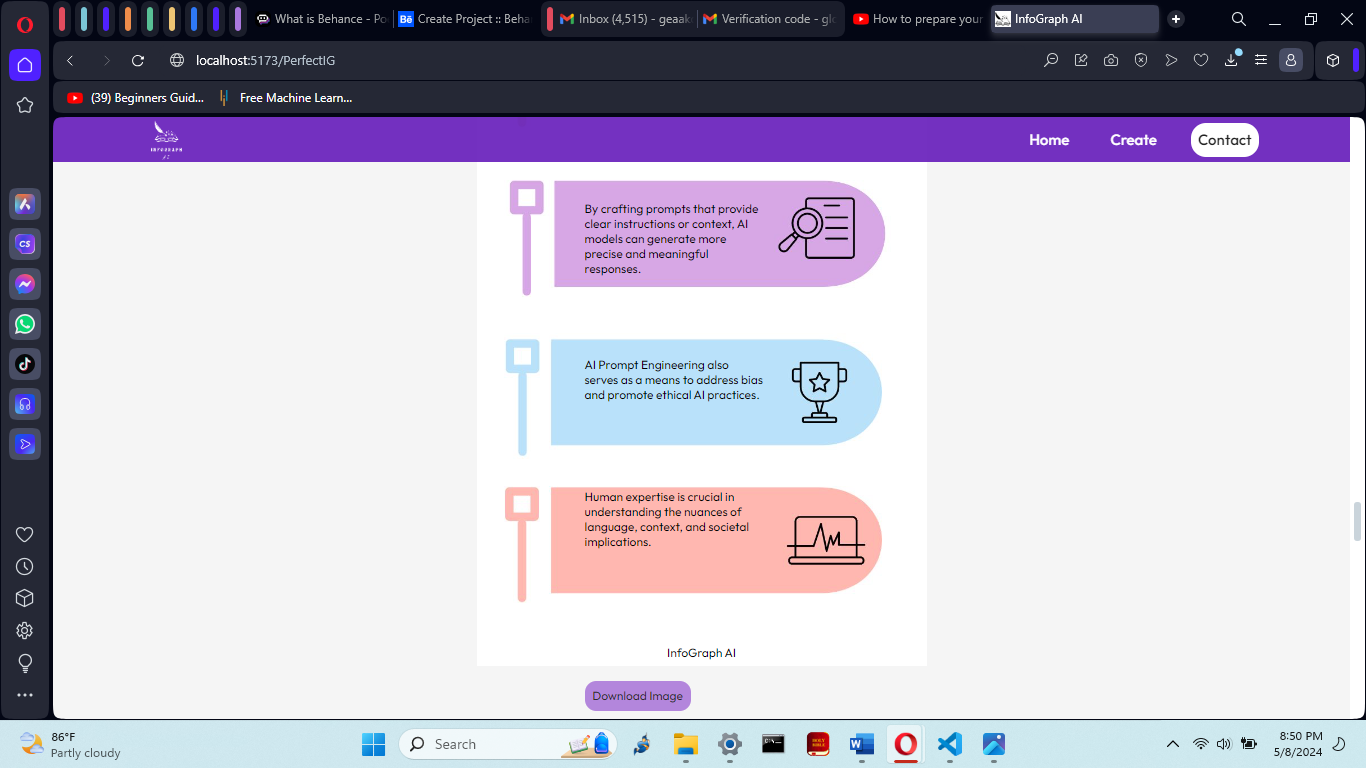 What is Behance - Po
Create Project :: Beha
Inbox (4,515) - geaak
Verification code - glo
How to prepare your
InfoGraph AI
localhost:5173/PerfectIG
(39) Beginners Guid...
Free Machine Learn...
INFOGRAPH
AI
Home
Create
Contact
By crafting prompts that provide
clear instructions or context, AI
models can generate more
precise and meaningful
responses.
AI Prompt Engineering also
serves as a means to address bias
and promote ethical AI practices.
Human expertise is crucial in
understanding the nuances of
language, context, and societal
implications.
InfoGraph AI
Download Image
86°F
Partly cloudy
Search
HOLY
BIBLE
8:50 PM
5/8/2024